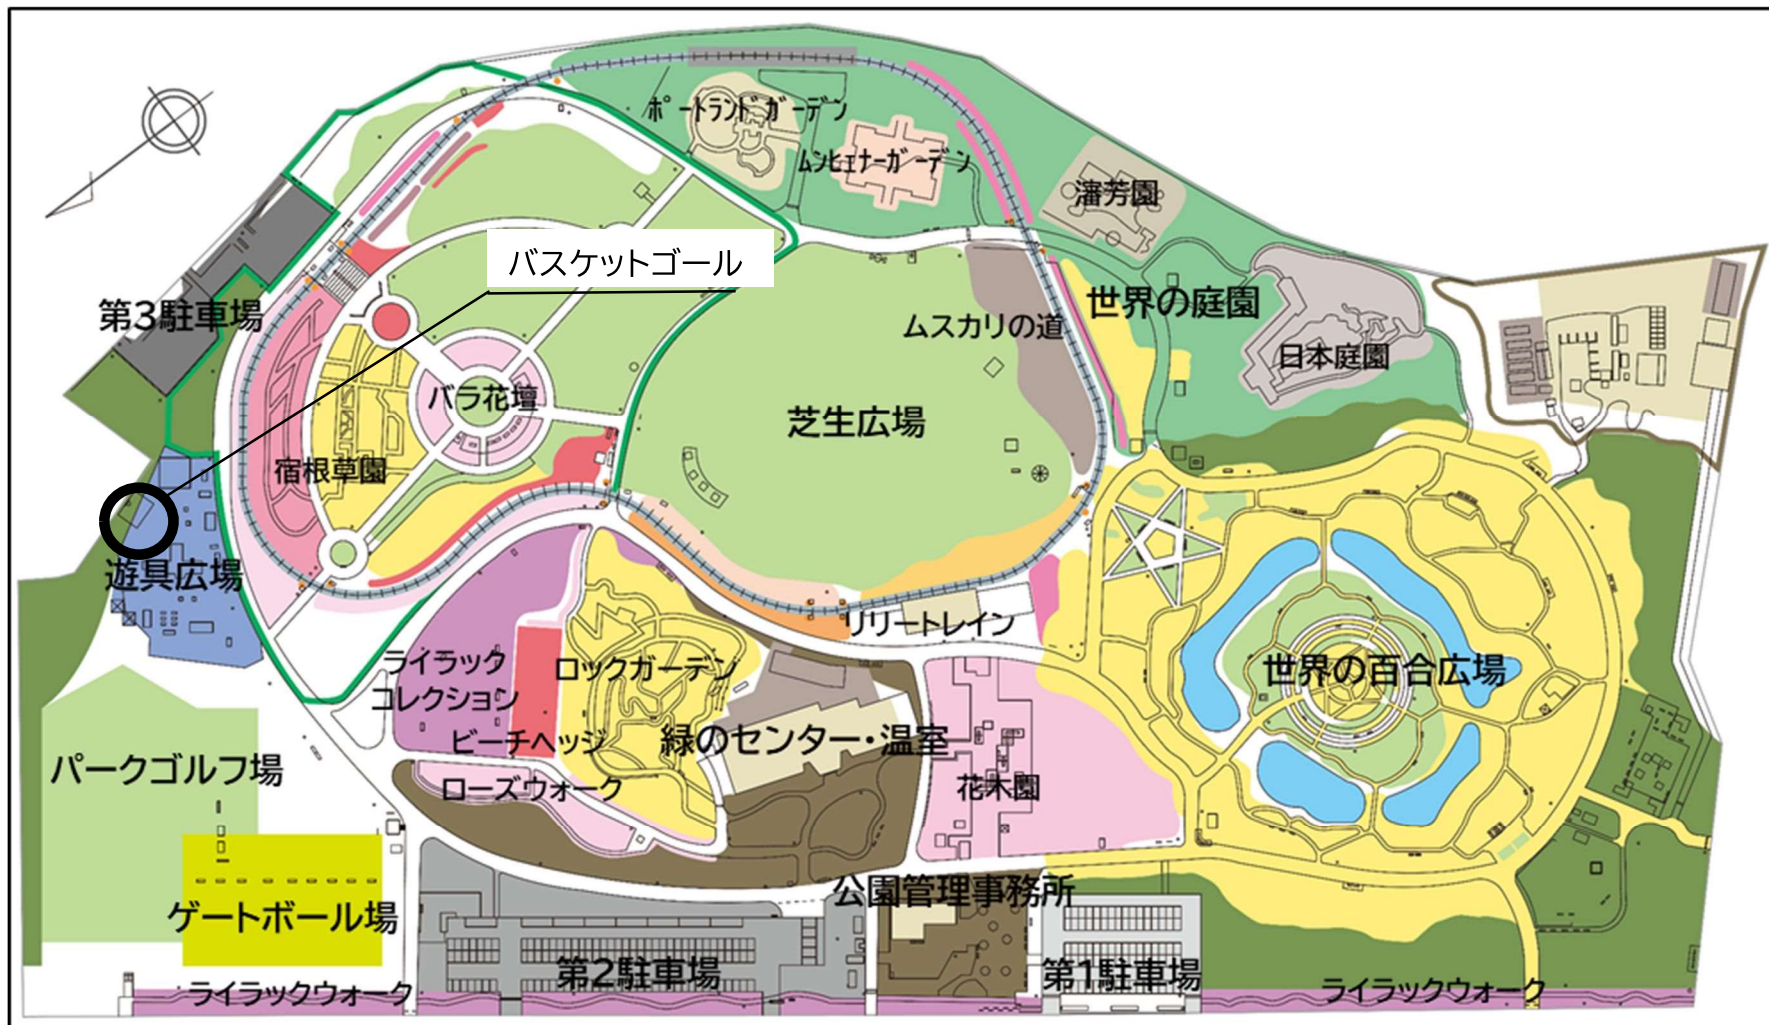 ポートランドガーデン
ムンヒェナーガーデン
瀋芳園
バスケットゴール
世界の庭園
第3駐車場
ムスカリの道
日本庭園
バラ花壇
芝生広場
宿根草園
遊具広場
リリートレイン
ライラック
コレクション
ロックガーデン
世界の百合広場
ビーチヘッジ
緑のセンター・温室
パークゴルフ場
ローズウォーク
花木園
公園管理事務所
ゲートボール場
第2駐車場
第1駐車場
ライラックウォーク
ライラックウォーク